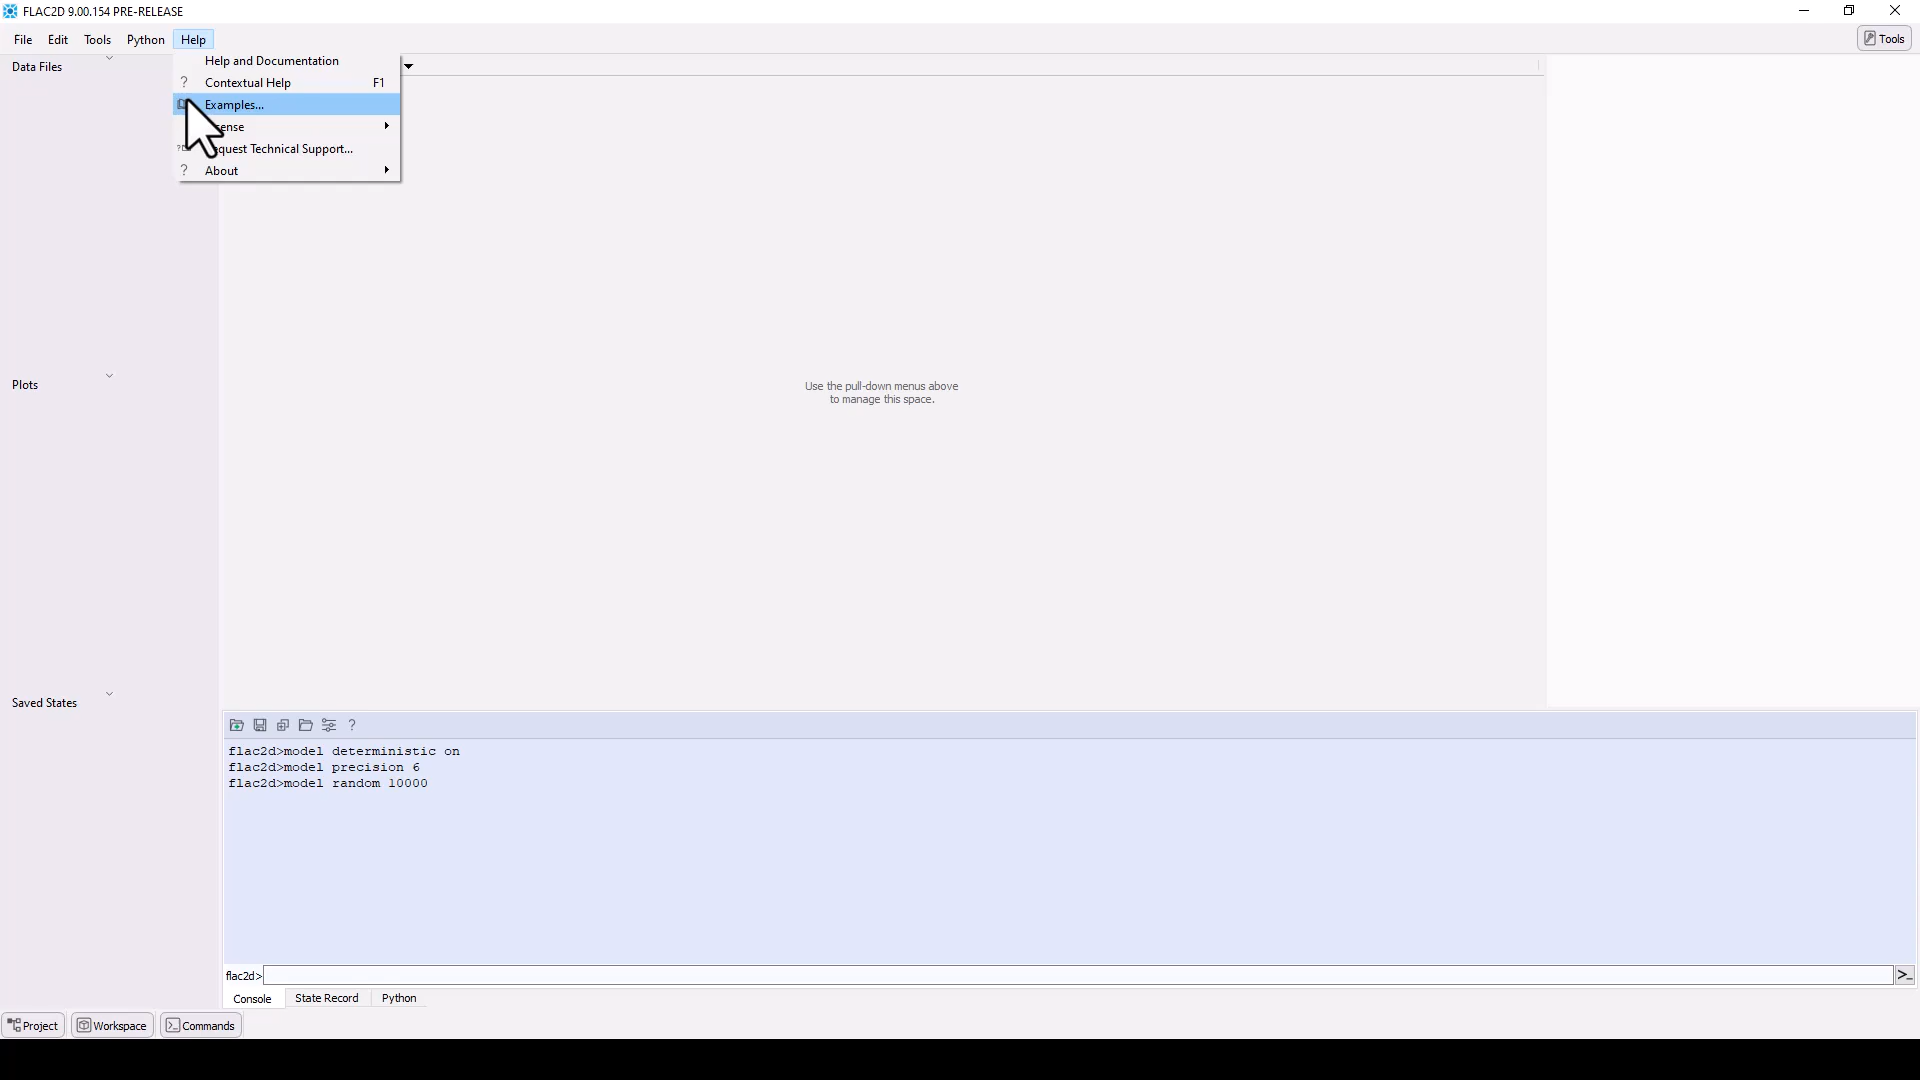 FLAC2D 9.00.154 PRE-RELEASE
File Edit Tools Python Help
Tools
Data Files
Help and Documentation
? Contextual Help F1
Examples...
?
Request Technical Support...
? About
Use the pull-down menus above
to manage this space.
Plots
Saved States
?
flac2d>model deterministic on
flac2d>model precision 6
flac2d>model random 10000
flac2d>
>_
Console State Record Python
Project Workspace Commands